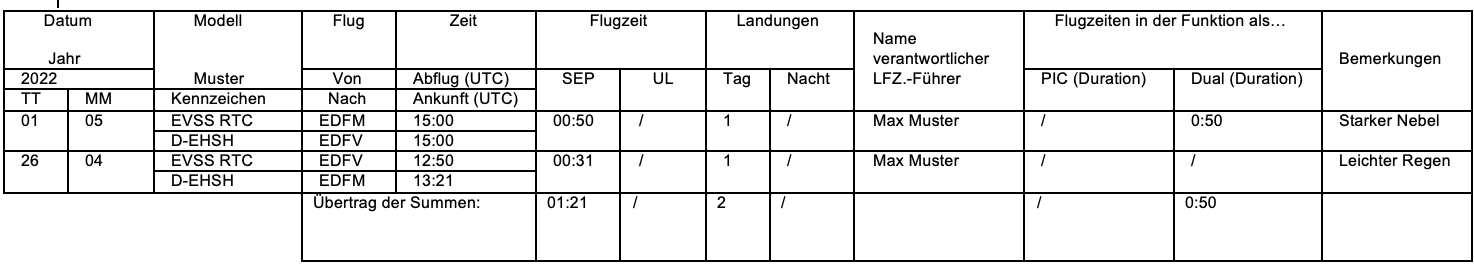 Datum Modell Flug Zeit Flugzeit Landungen Name verantwortlicher LFZ.-Führer Flugzeiten in der Funktion als… Bemerkungen
Jahr
2022 Muster Von Abflug (UTC) SEP UL Tag Nacht PIC (Duration) Dual (Duration)
TT MM Kennzeichen Nach Ankunft (UTC)
01 05 EVSS RTC EDFM 15:00 00:50 / 1 / Max Muster / 0:50 Starker Nebel
D-EHSH EDFV 15:00
26 04 EVSS RTC EDFV 12:50 00:31 / 1 / Max Muster / / Leichter Regen
D-EHSH EDFM 13:21
Übertrag der Summen: 01:21 / 2 / / 0:50